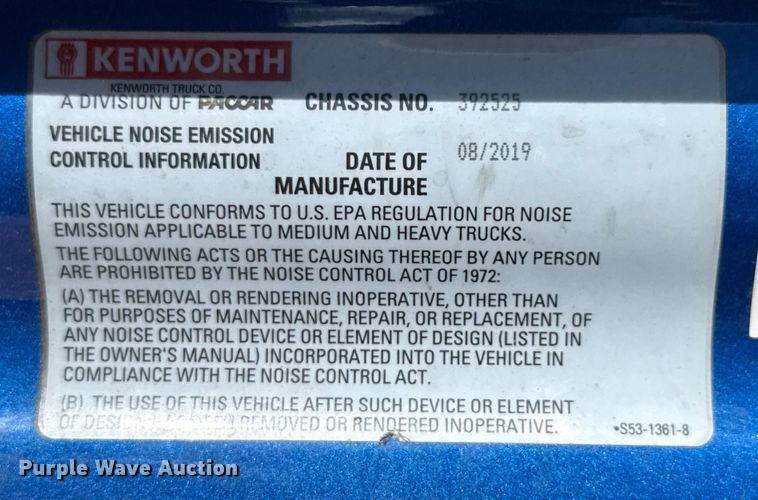 KENWORTH
KENWORTH TRUCK CO.
A DIVISION OF PACCAR CHASSIS NO. 392525
VEHICLE NOISE EMISSION
CONTROL INFORMATION DATE OF MANUFACTURE 08/2019
THIS VEHICLE CONFORMS TO U.S. EPA REGULATION FOR NOISE
EMISSION APPLICABLE TO MEDIUM AND HEAVY TRUCKS.
THE FOLLOWING ACTS OR THE CAUSING THEREOF BY ANY PERSON
ARE PROHIBITED BY THE NOISE CONTROL ACT OF 1972:
(A) THE REMOVAL OR RENDERING INOPERATIVE, OTHER THAN
FOR PURPOSES OF MAINTENANCE, REPAIR, OR REPLACEMENT, OF
ANY NOISE CONTROL DEVICE OR ELEMENT OF DESIGN (LISTED IN
THE OWNER'S MANUAL) INCORPORATED INTO THE VEHICLE IN
COMPLIANCE WITH THE NOISE CONTROL ACT.
(B) THE USE OF THIS VEHICLE AFTER SUCH DEVICE OR ELEMENT
OF REMOVED OR RENDERED INOPERATIVE. •S53-1361-8
Purple Wave Auction